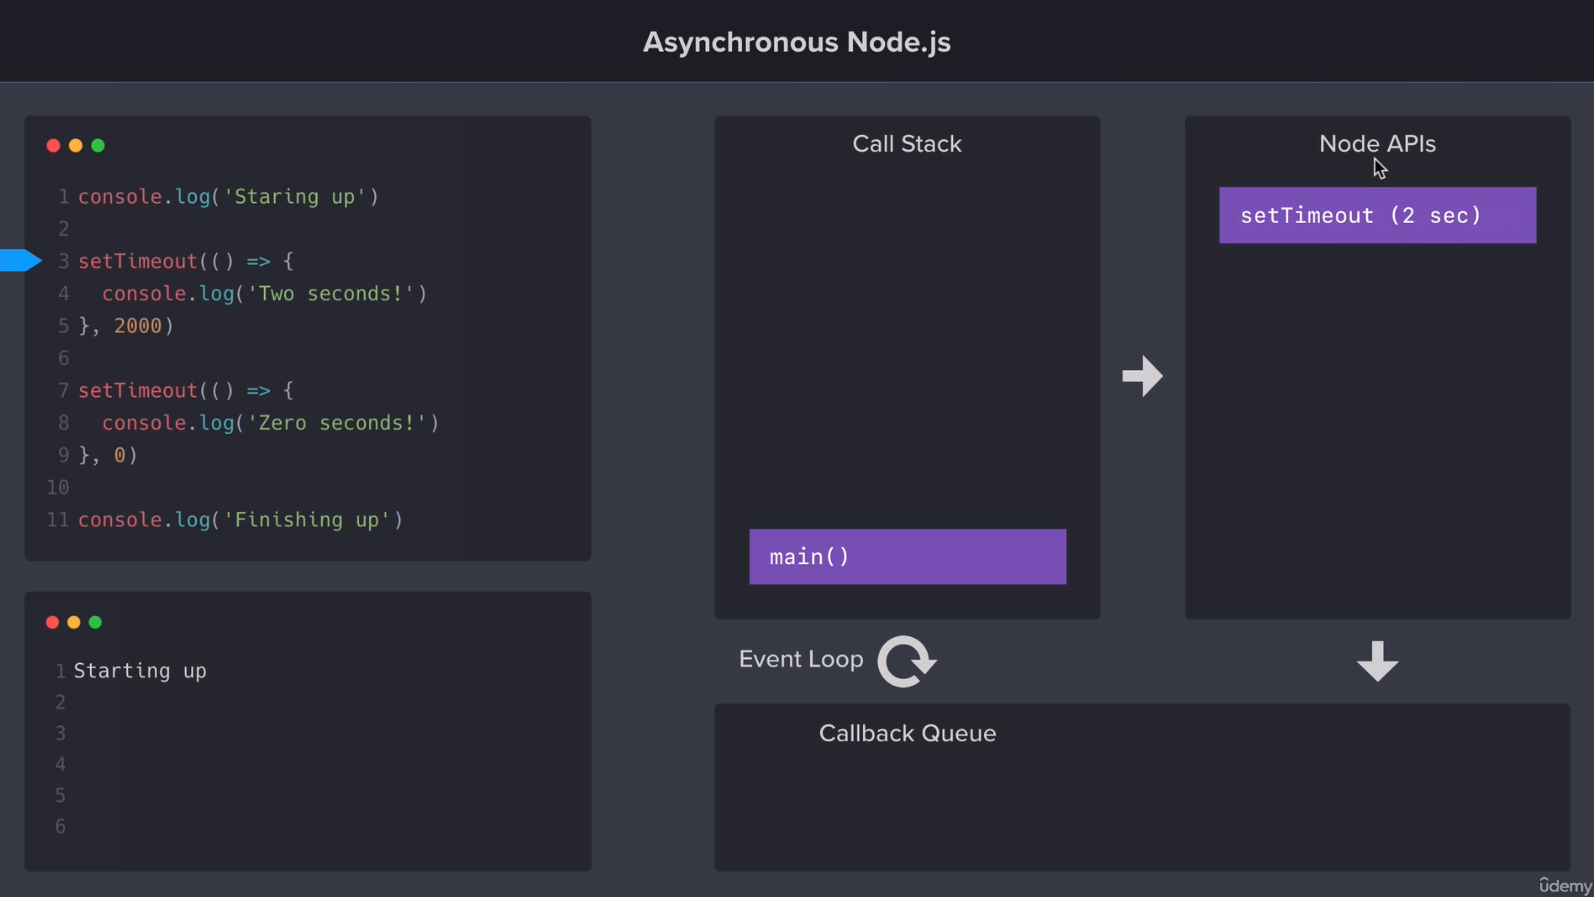 Asynchronous Node.js
1 console.log('Staring up')
2
3 setTimeout(() => {
4   console.log('Two seconds!')
5 }, 2000)
6
7 setTimeout(() => {
8   console.log('Zero seconds!')
9 }, 0)
10
11 console.log('Finishing up')
1 Starting up
2
3
4
5
6
Call Stack
main()
Node APIs
setTimeout (2 sec)
Event Loop
Callback Queue
ûdemy